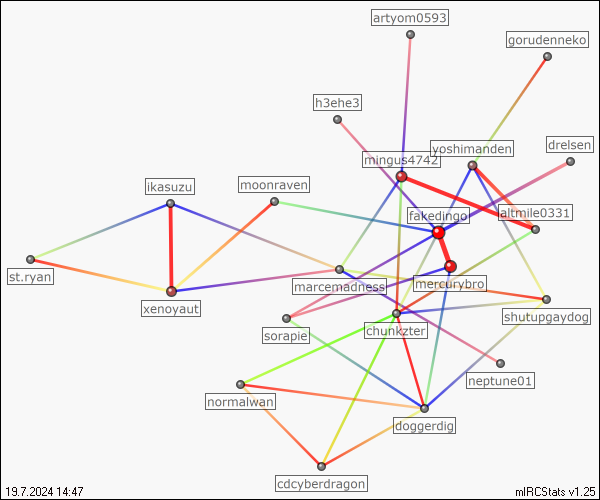 artyom0593
gorudenneko
h3ehe3
yoshimanden
drelsen
mingus4742
ikasuzu
moonraven
fakedingo
altmile0331
st.ryan
marcemadness
mercurybro
xenoyaut
shutupgaydog
sorapie
chunkzter
neptune01
normalwan
doggerdig
cdcyberdragon
19.7.2024 14:47
mIRCStats v1.25